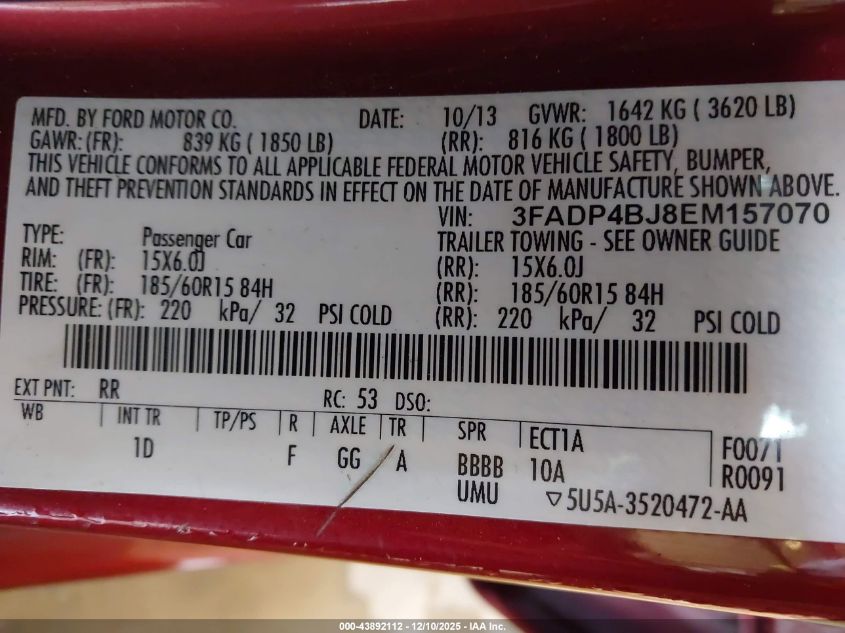 MFD. BY FORD MOTOR CO. DATE: 10/13 GVWR: 1642 KG ( 3620 LB)
GAWR: (FR): 839 KG ( 1850 LB) (RR): 816 KG ( 1800 LB)
THIS VEHICLE CONFORMS TO ALL APPLICABLE FEDERAL MOTOR VEHICLE SAFETY, BUMPER,
AND THEFT PREVENTION STANDARDS IN EFFECT ON THE DATE OF MANUFACTURE SHOWN ABOVE.
VIN: 3FADP4BJ8EM157070
TYPE: Passenger Car TRAILER TOWING - SEE OWNER GUIDE
RIM: (FR): 15X6.0J (RR): 15X6.0J
TIRE: (FR): 185/60R15 84H (RR): 185/60R15 84H
PRESSURE: (FR): 220 kPa/ 32 PSI COLD (RR): 220 kPa/ 32 PSI COLD
EXT PNT: RR RC: 53 DSO:
WB INT TR TP/PS R AXLE TR SPR ECT1A F0071
1D F GG A BBBB 10A R0091
UMU ▽5U5A-3520472-AA
000-43892112 - 12/10/2025 - IAA Inc.